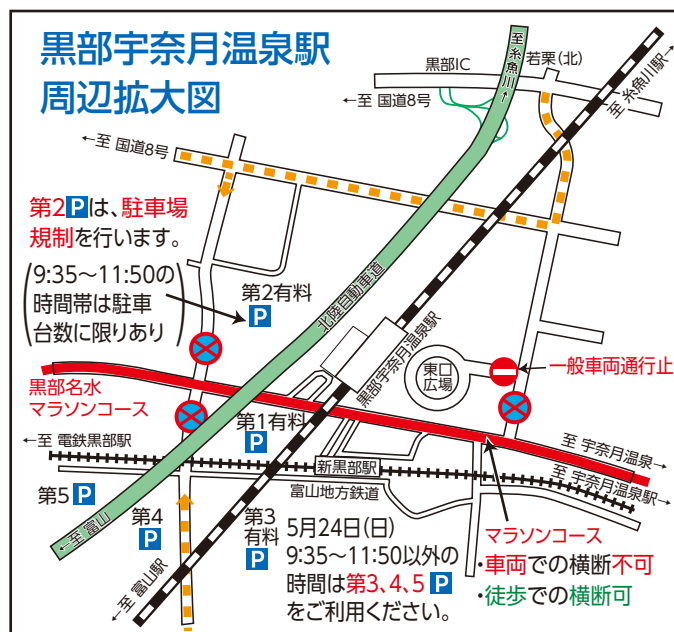 黒部宇奈月温泉駅
周辺拡大図
至 糸魚川→
若栗(北)
黒部IC
←至 国道8号
至 糸魚川駅→
←至 国道8号
第2Pは、駐車場
規制を行います。
(9:35〜11:50の
時間帯は駐車
台数に限りあり)
第2有料
P
北陸自動車道
黒部宇奈月温泉駅
東口
広場
一般車両通行止
黒部名水
マラソンコース
第1有料
P
←至 電鉄黒部駅
新黒部駅
富山地方鉄道
至 宇奈月温泉→
至 宇奈月温泉駅→
第5 P
第4
P
第3
有料
P
←至 富山
←至 富山駅
5月24日(日)
9:35〜11:50以外の
時間は第3、4、5 P
をご利用ください。
マラソンコース
・車両での横断不可
・徒歩での横断可